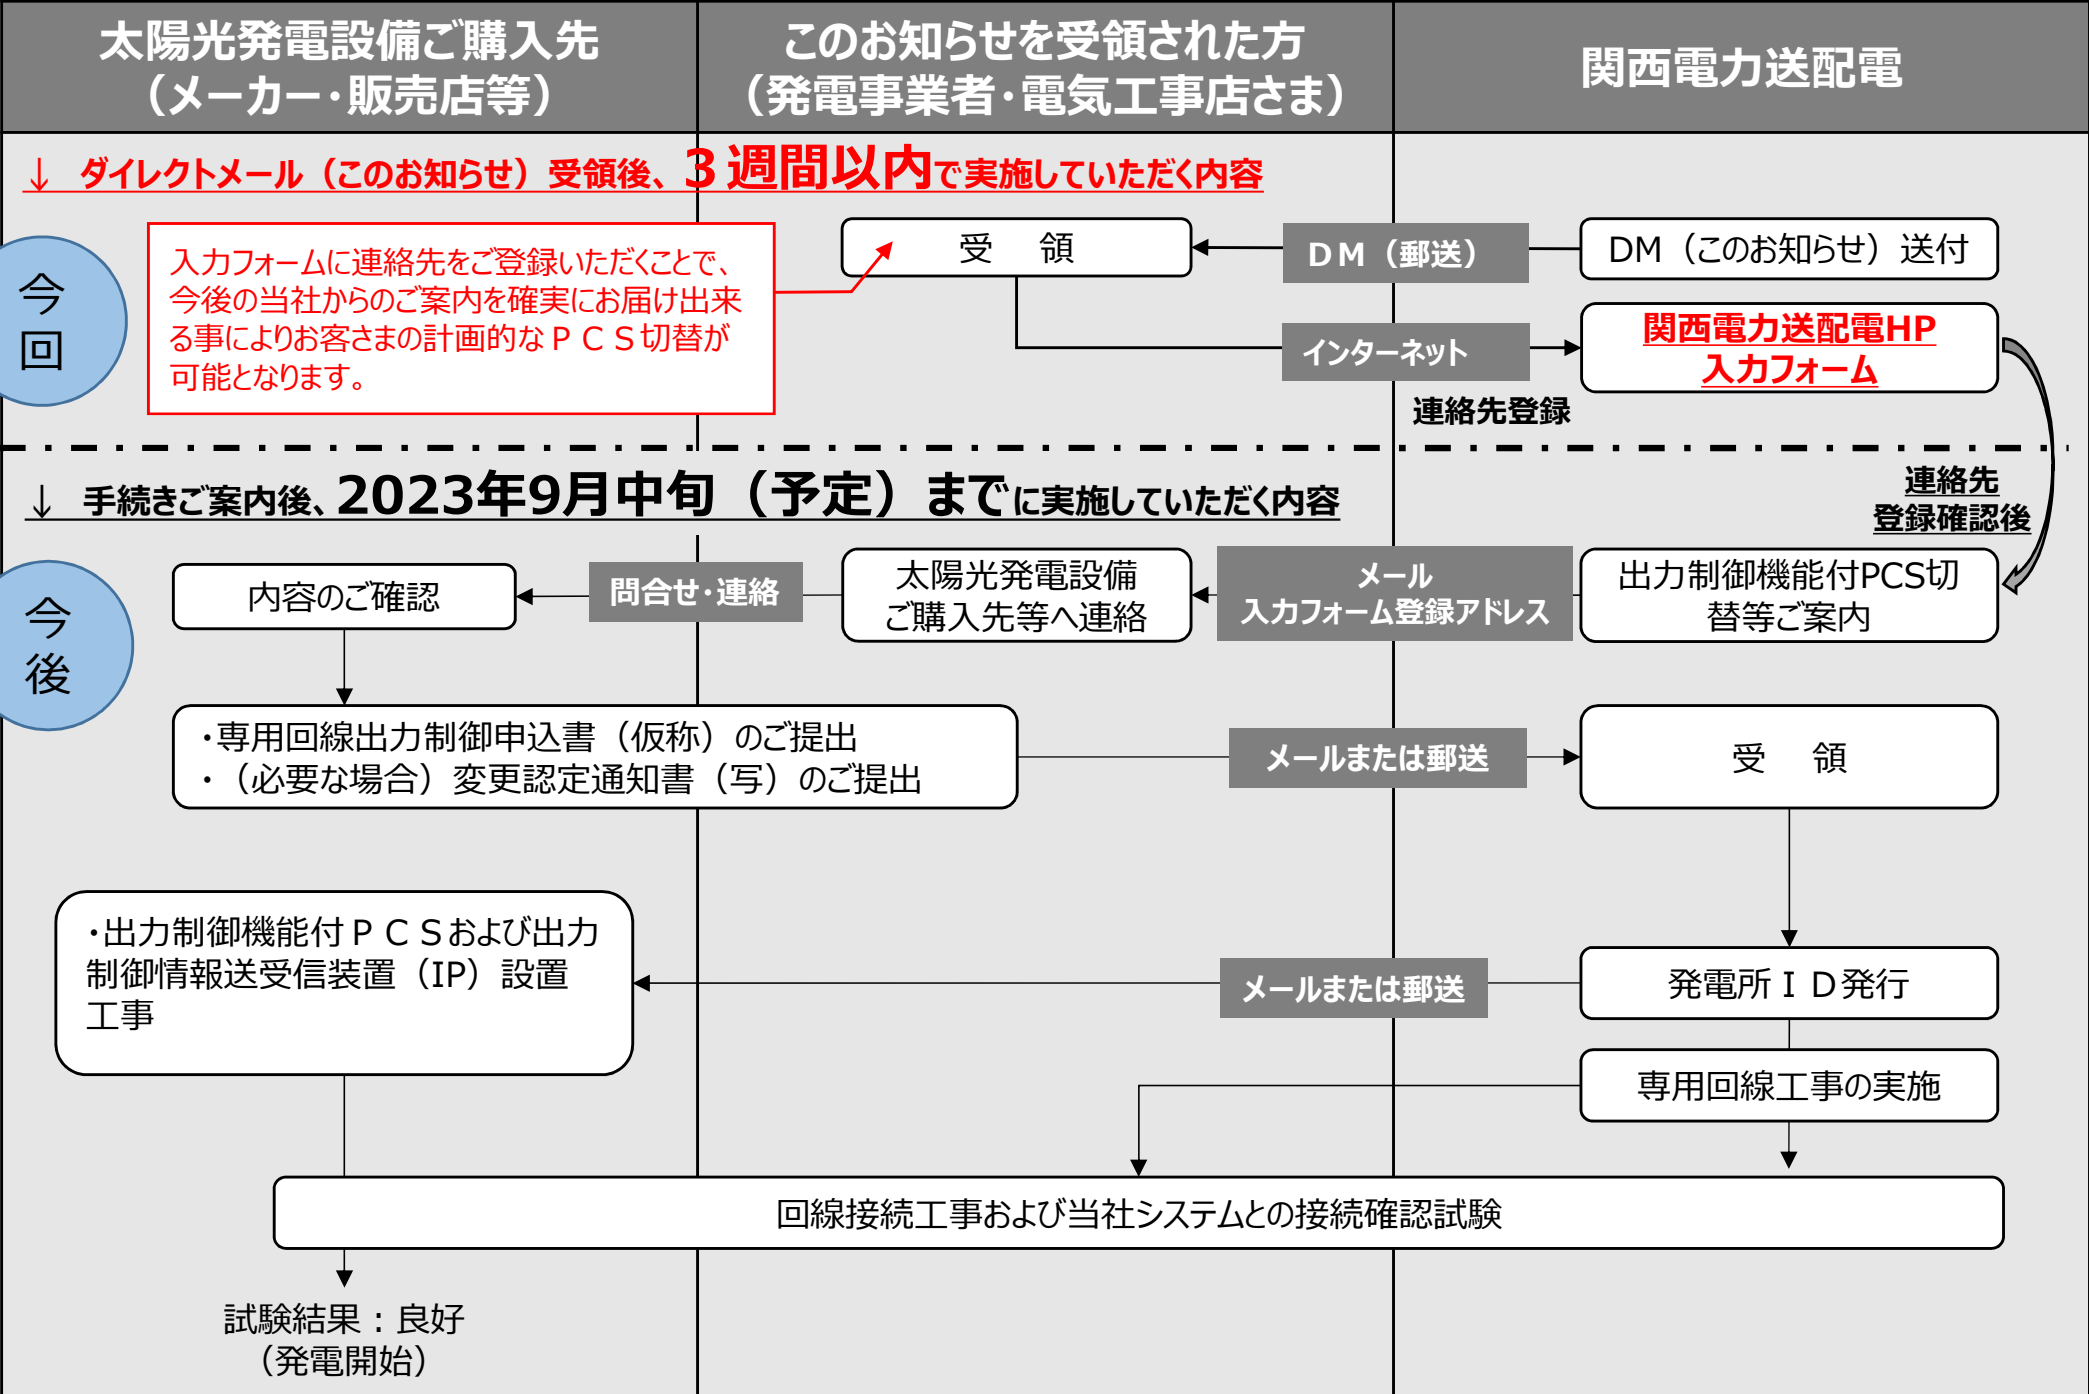 太陽光発電設備ご購入先
（メーカー・販売店等）
このお知らせを受領された方
（発電事業者・電気工事店さま）
関西電力送配電
↓ ダイレクトメール（このお知らせ）受領後、３週間以内で実施していただく内容
今
回
入力フォームに連絡先をご登録いただくことで、
今後の当社からのご案内を確実にお届け出来
る事によりお客さまの計画的なＰＣＳ切替が
可能となります。
受 領
ＤＭ（郵送）
DM（このお知らせ）送付
インターネット
関西電力送配電HP
入力フォーム
連絡先登録
連絡先
登録確認後
↓ 手続きご案内後、2023年9月中旬（予定）までに実施していただく内容
今
後
内容のご確認
問合せ・連絡
太陽光発電設備
ご購入先等へ連絡
メール
入力フォーム登録アドレス
出力制御機能付PCS切
替等ご案内
・専用回線出力制御申込書（仮称）のご提出
・（必要な場合）変更認定通知書（写）のご提出
メールまたは郵送
受 領
・出力制御機能付ＰＣＳおよび出力
制御情報送受信装置（IP）設置
工事
メールまたは郵送
発電所ＩＤ発行
専用回線工事の実施
回線接続工事および当社システムとの接続確認試験
試験結果：良好
（発電開始）